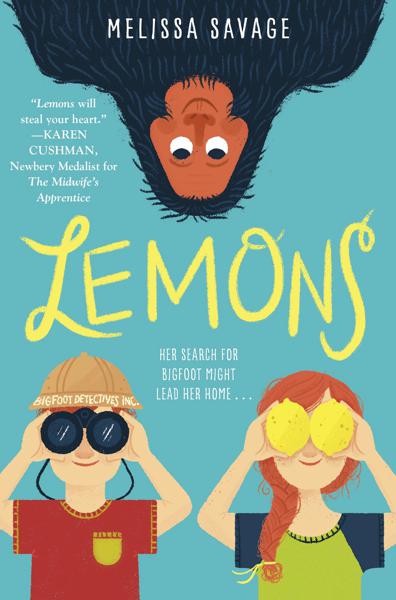 MELISSA SAVAGE
“Lemons will
steal your heart.”
—KAREN
CUSHMAN,
Newbery Medalist for
The Midwife’s
Apprentice
LEMONS
HER SEARCH FOR
BIGFOOT MIGHT
LEAD HER HOME . . .
BIGFOOT DETECTIVES INC.